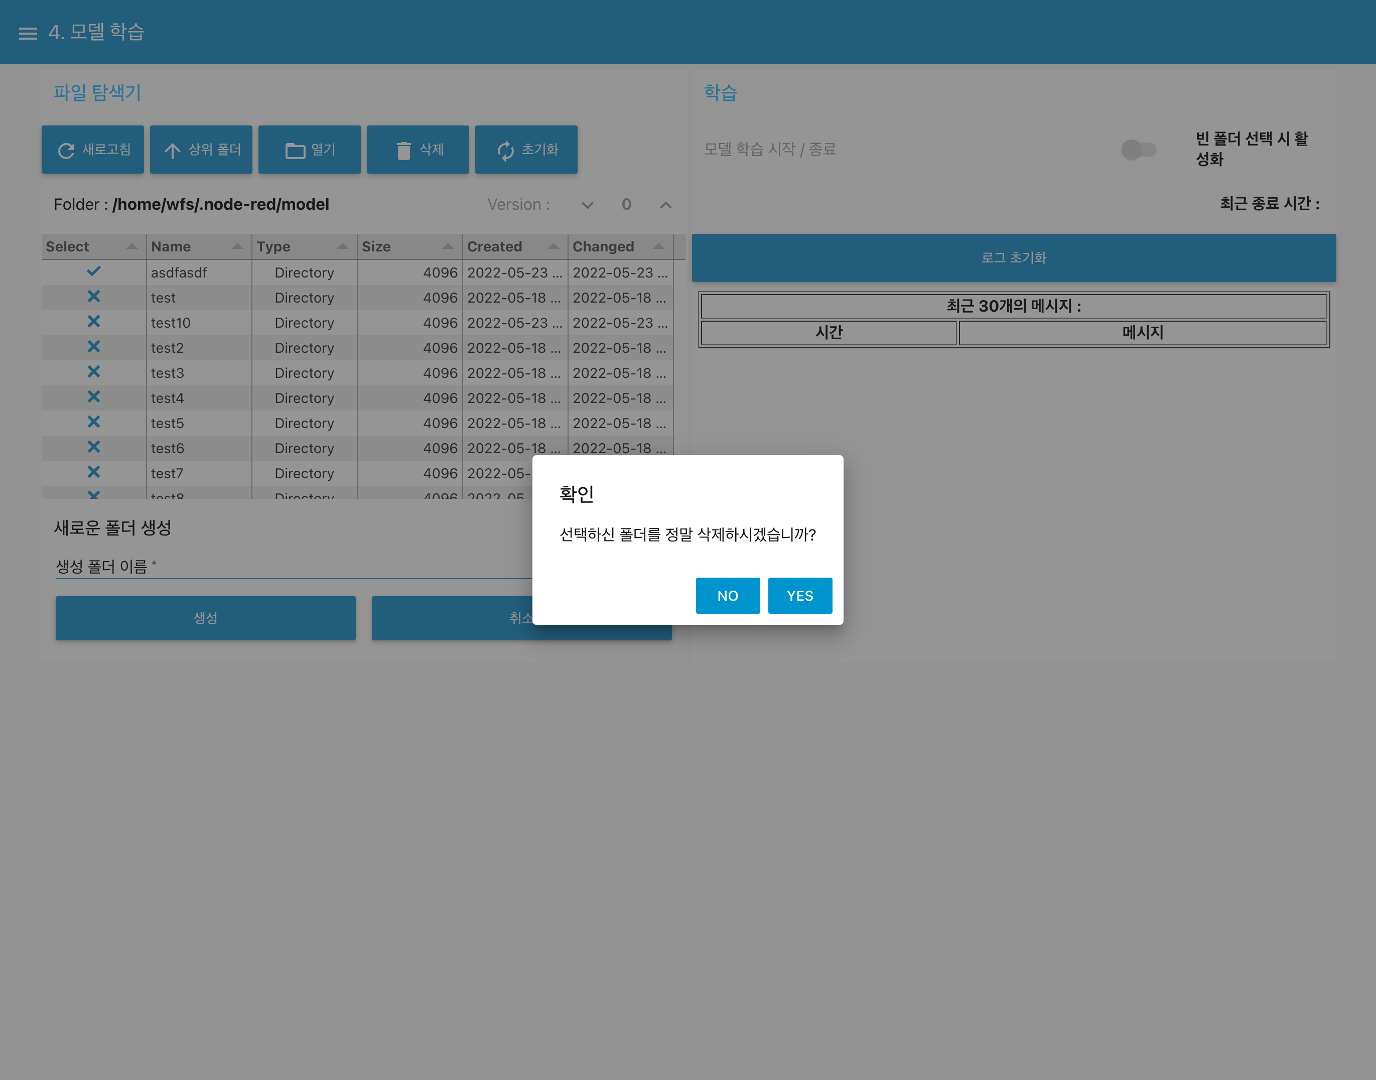 4. 모델 학습
파일 탐색기
새로고침 상위 폴더 열기 삭제 초기화
Folder : /home/wfs/.node-red/model Version : 0
Select Name Type Size Created Changed
asdfasdf Directory 4096 2022-05-23 ... 2022-05-23 ...
test Directory 4096 2022-05-18 ... 2022-05-18 ...
test10 Directory 4096 2022-05-23 ... 2022-05-23 ...
test2 Directory 4096 2022-05-18 ... 2022-05-18 ...
test3 Directory 4096 2022-05-18 ... 2022-05-18 ...
test4 Directory 4096 2022-05-18 ... 2022-05-18 ...
test5 Directory 4096 2022-05-18 ... 2022-05-18 ...
test6 Directory 4096 2022-05-18 ... 2022-05-18 ...
test7 Directory 4096 2022-05-
test8 Directory 4096 2022-05-
새로운 폴더 생성
생성 폴더 이름 *
생성 취소
학습
모델 학습 시작 / 종료
빈 폴더 선택 시 활
성화
최근 종료 시간 :
로그 초기화
최근 30개의 메시지 :
시간 메시지
확인
선택하신 폴더를 정말 삭제하시겠습니까?
NO YES